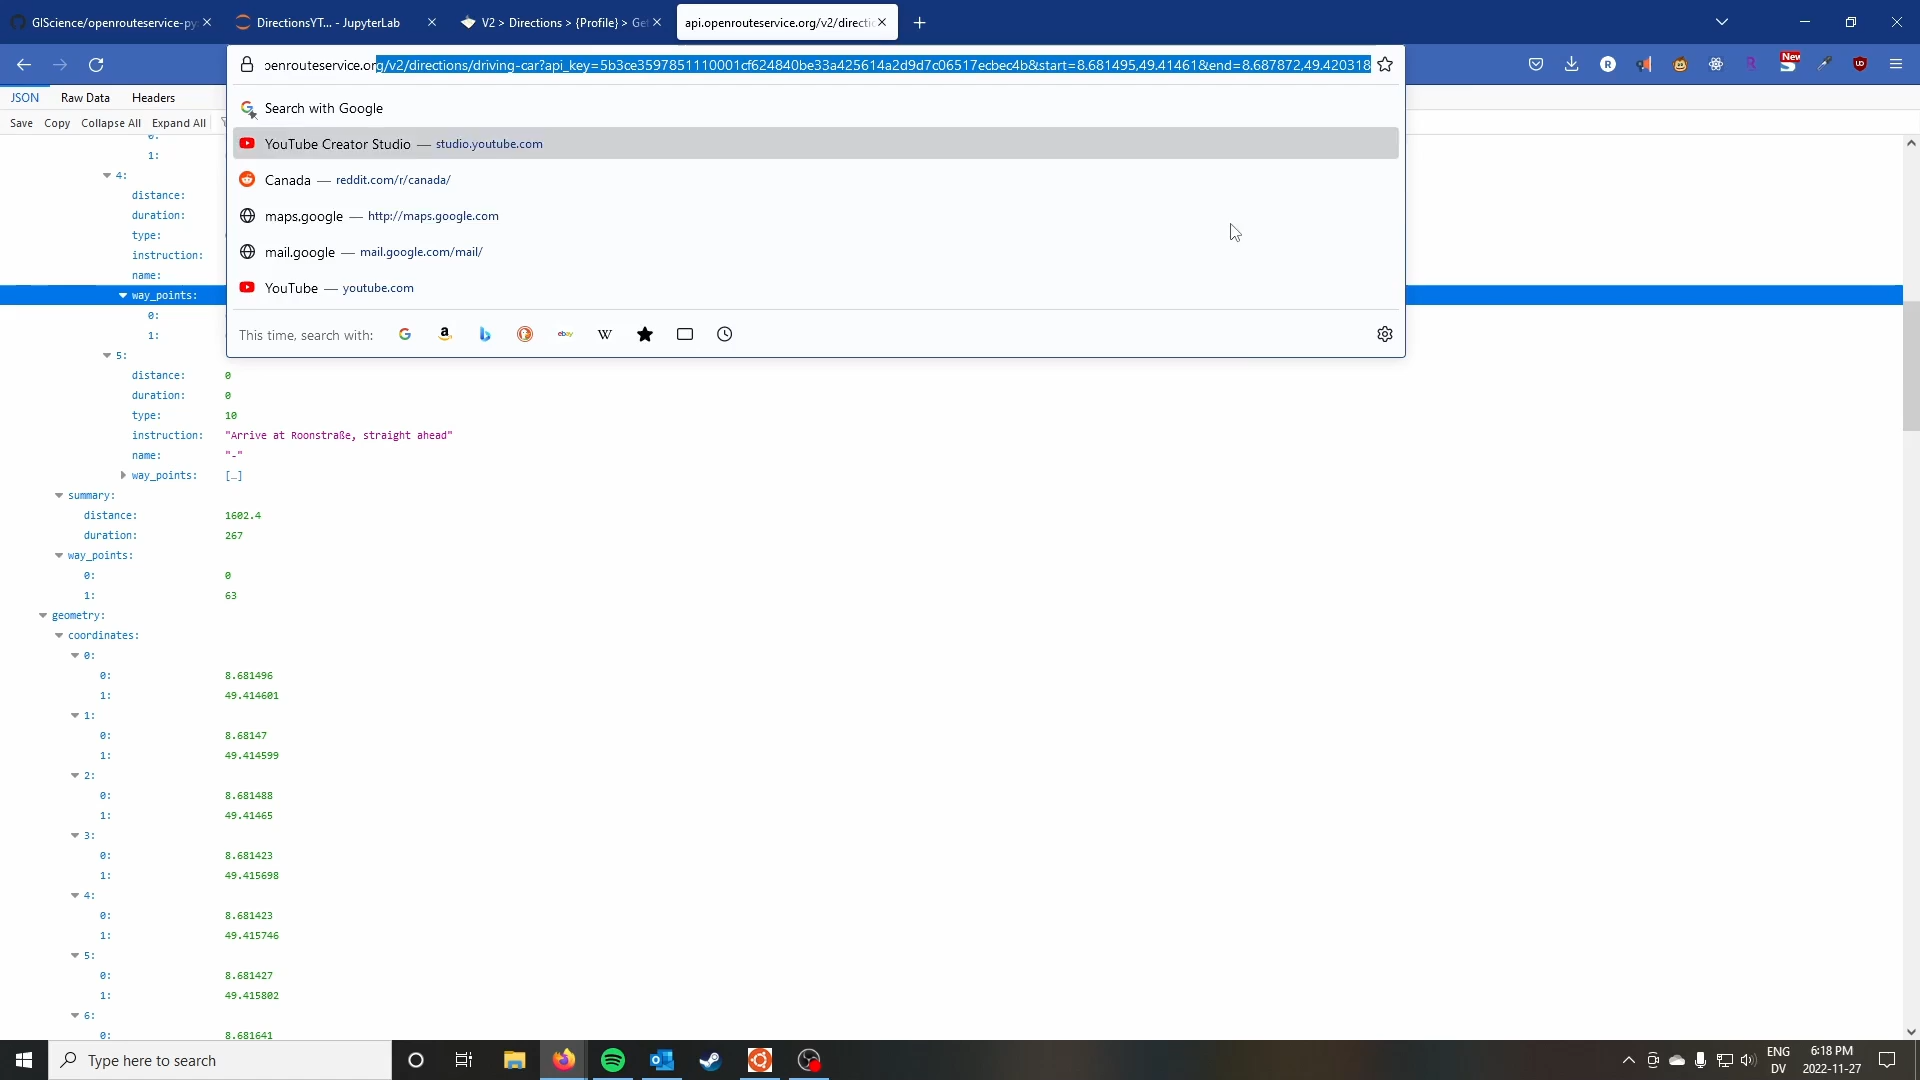 GIScience/openrouteservice-py
DirectionsYT... - JupyterLab
V2 > Directions > {Profile} > Get
api.openrouteservice.org/v2/directi
penrouteservice.org/v2/directions/driving-car?api_key=5b3ce3597851110001cf624840be33a425614a2d9d7c06517ecbec4b&start=8.681495,49.41461&end=8.687872,49.420318
New
JSON
Raw Data
Headers
Save
Copy
Collapse All
Expand All
Search with Google
YouTube Creator Studio — studio.youtube.com
Canada — reddit.com/r/canada/
maps.google — http://maps.google.com
mail.google — mail.google.com/mail/
YouTube — youtube.com
This time, search with:
0:
1:
4:
distance:
duration:
type:
instruction:
name:
way_points:
0:
1:
5:
distance: 0
duration: 0
type: 10
instruction: "Arrive at Roonstraße, straight ahead"
name: "-"
way_points: […]
summary:
distance: 1602.4
duration: 267
way_points:
0: 0
1: 63
geometry:
coordinates:
0:
0: 8.681496
1: 49.414601
1:
0: 8.68147
1: 49.414599
2:
0: 8.681488
1: 49.41465
3:
0: 8.681423
1: 49.415698
4:
0: 8.681423
1: 49.415746
5:
0: 8.681427
1: 49.415802
6:
0: 8.681641
Type here to search
ENG
DV
6:18 PM
2022-11-27